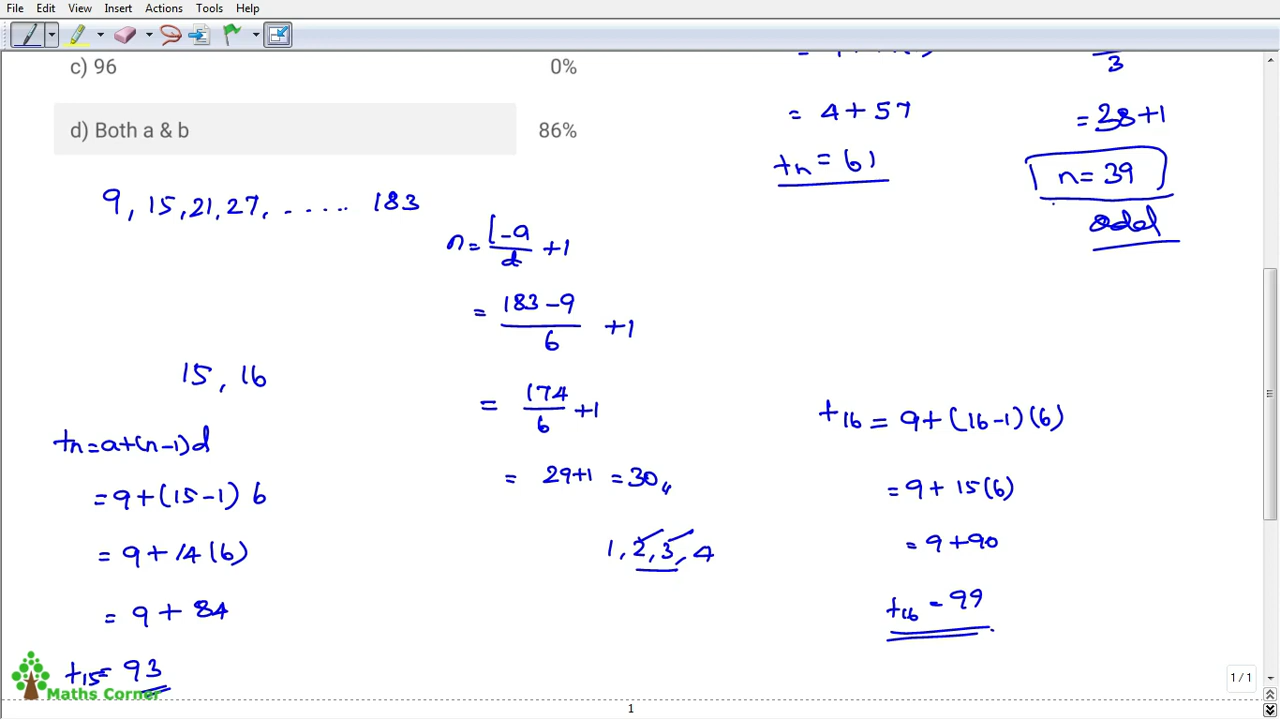 File Edit View Insert Actions Tools Help
c) 96 0%
d) Both a & b 86%
9, 15, 21, 27, ..... 183
n = l-a/d + 1
= 183-9/6 + 1
= 174/6 + 1
= 29+1 = 30
1, 2, 3, 4
15, 16
tn = a+(n-1)d
= 9+(15-1) 6
= 9+14(6)
= 9+84
t15 = 93
3
= 4+57
tn = 61
= 38+1
n = 39
odd
t16 = 9+(16-1)(6)
= 9+15(6)
= 9+90
t16 = 99
Maths Corner
1 / 1
1